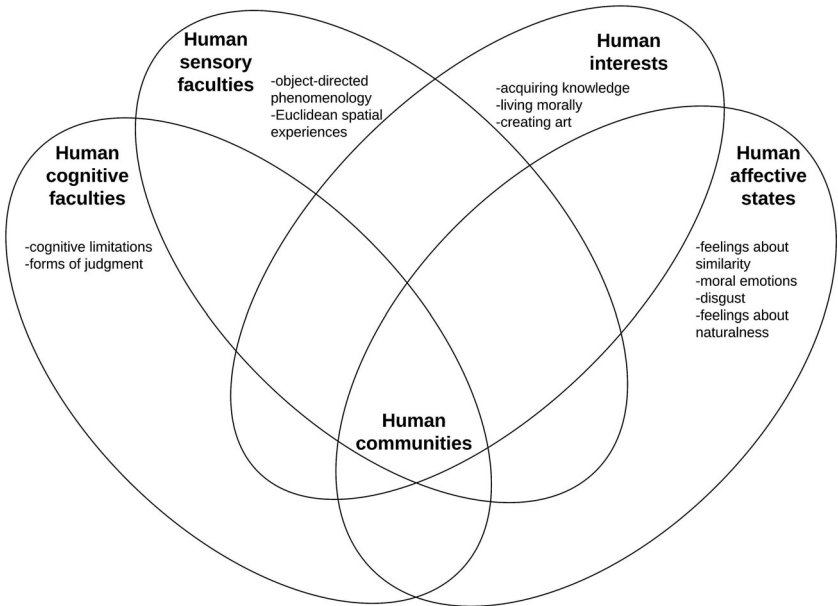 Human
sensory
faculties
-object-directed
phenomenology
-Euclidean spatial
experiences
Human
interests
-acquiring knowledge
-living morally
-creating art
Human
cognitive
faculties
-cognitive limitations
-forms of judgment
Human
affective
states
-feelings about
similarity
-moral emotions
-disgust
-feelings about
naturalness
Human
communities